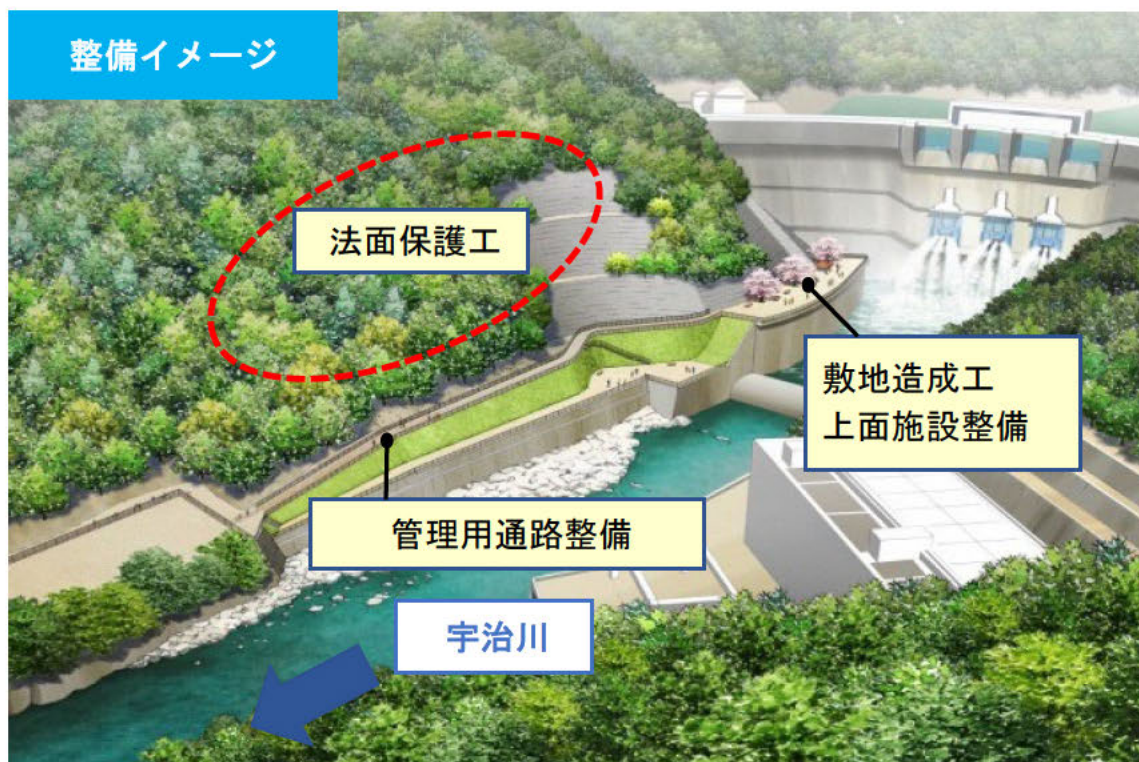 整備イメージ
法面保護工
敷地造成工
上面施設整備
管理用通路整備
宇治川